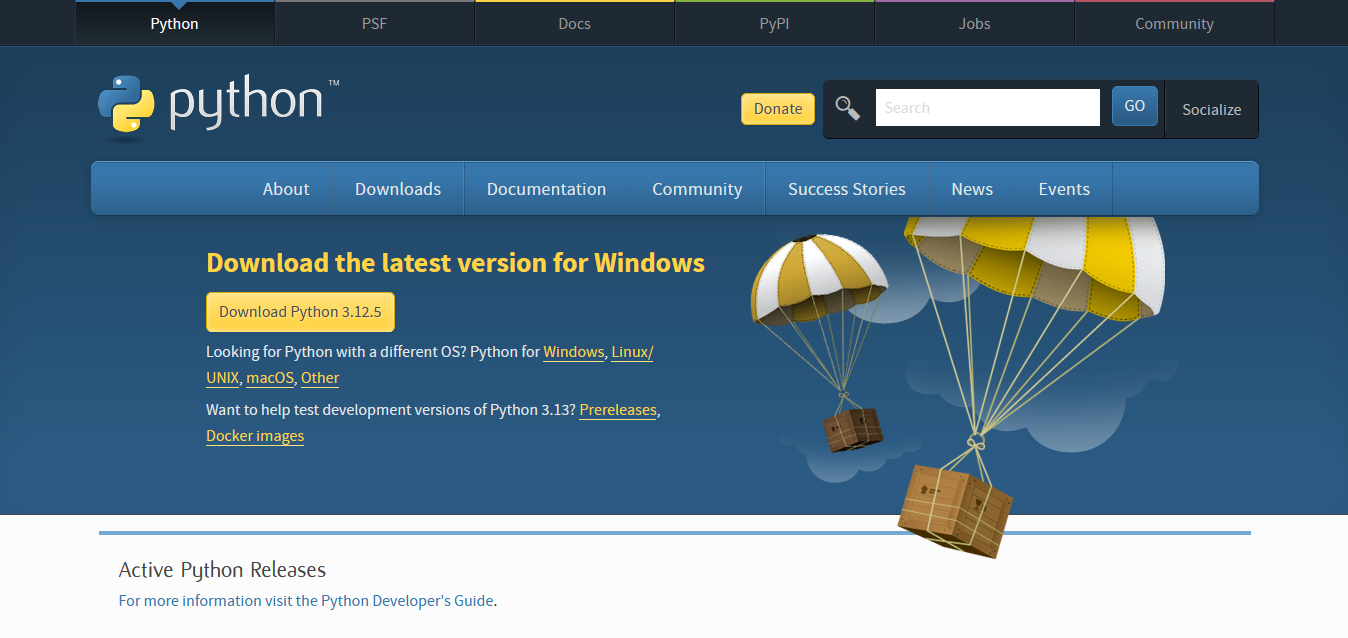 Python PSF Docs PyPI Jobs Community
python™
Donate Search GO Socialize
About Downloads Documentation Community Success Stories News Events
Download the latest version for Windows
Download Python 3.12.5
Looking for Python with a different OS? Python for Windows, Linux/
UNIX, macOS, Other
Want to help test development versions of Python 3.13? Prereleases,
Docker images
Active Python Releases
For more information visit the Python Developer's Guide.